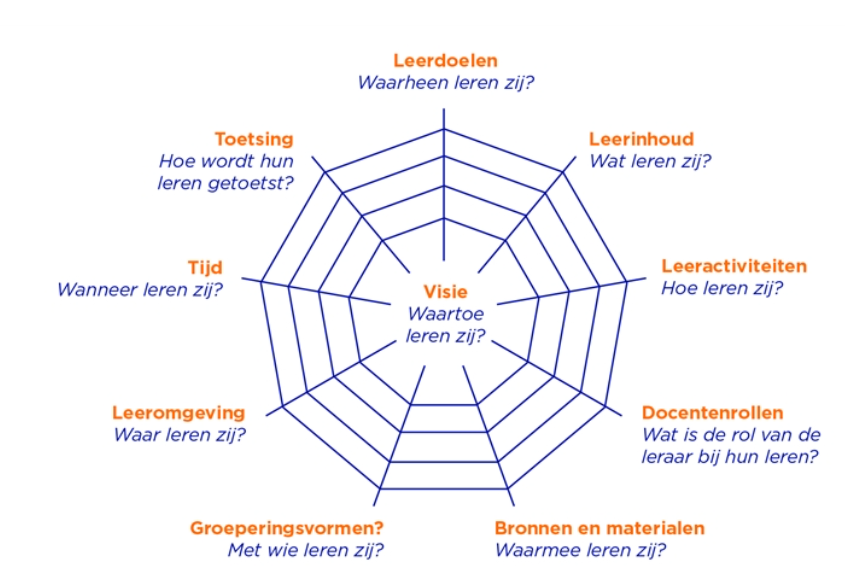 Leerdoelen
Waarheen leren zij?
Toetsing
Hoe wordt hun
leren getoetst?
Leerinhoud
Wat leren zij?
Tijd
Wanneer leren zij?
Visie
Waartoe
leren zij?
Leeractiviteiten
Hoe leren zij?
Leeromgeving
Waar leren zij?
Docentenrollen
Wat is de rol van de
leraar bij hun leren?
Groeperingsvormen?
Met wie leren zij?
Bronnen en materialen
Waarmee leren zij?